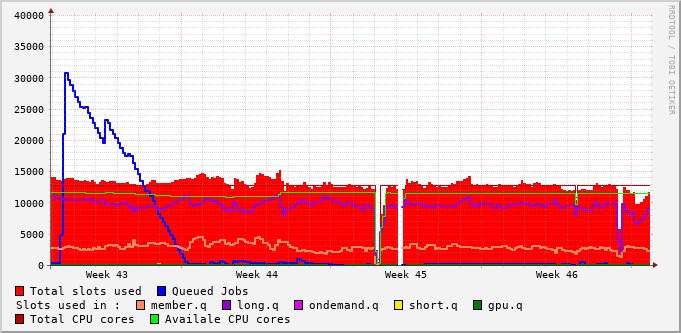 40000
35000
30000
25000
20000
15000
10000
5000
0
Week 43 Week 44 Week 45 Week 46
Total slots used Queued Jobs
Slots used in : member.q long.q ondemand.q short.q gpu.q
Total CPU cores Availale CPU cores
RRDTOOL / TOBI OETIKER